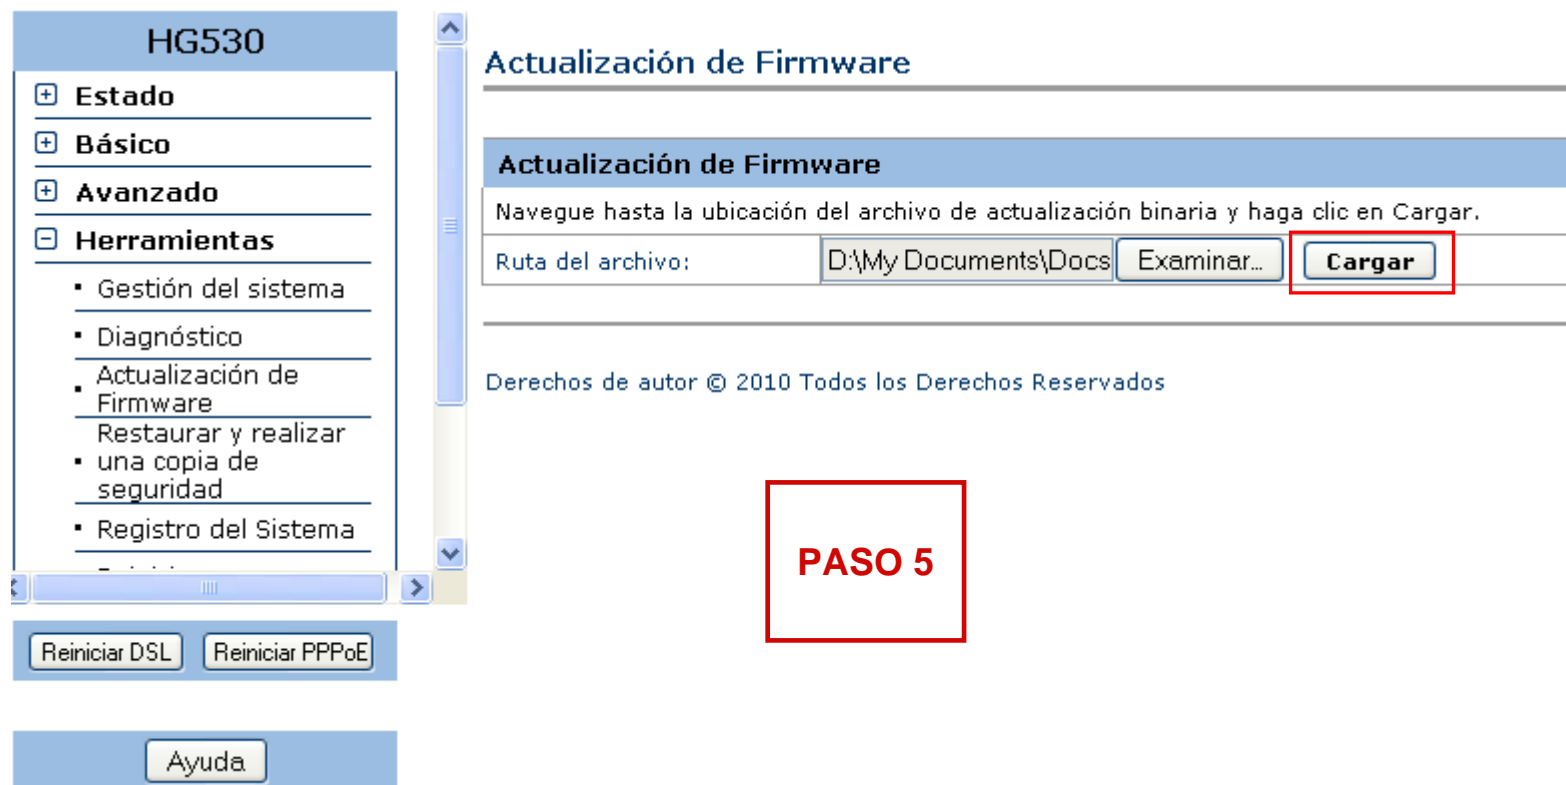 HG530
Estado
Básico
Avanzado
Herramientas
Gestión del sistema
Diagnóstico
Actualización de
Firmware
Restaurar y realizar
una copia de
seguridad
Registro del Sistema
Reiniciar DSL Reiniciar PPPoE
Ayuda
Actualización de Firmware
Actualización de Firmware
Navegue hasta la ubicación del archivo de actualización binaria y haga clic en Cargar.
Ruta del archivo: D:\My Documents\Docs Examinar... Cargar
Derechos de autor © 2010 Todos los Derechos Reservados
PASO 5